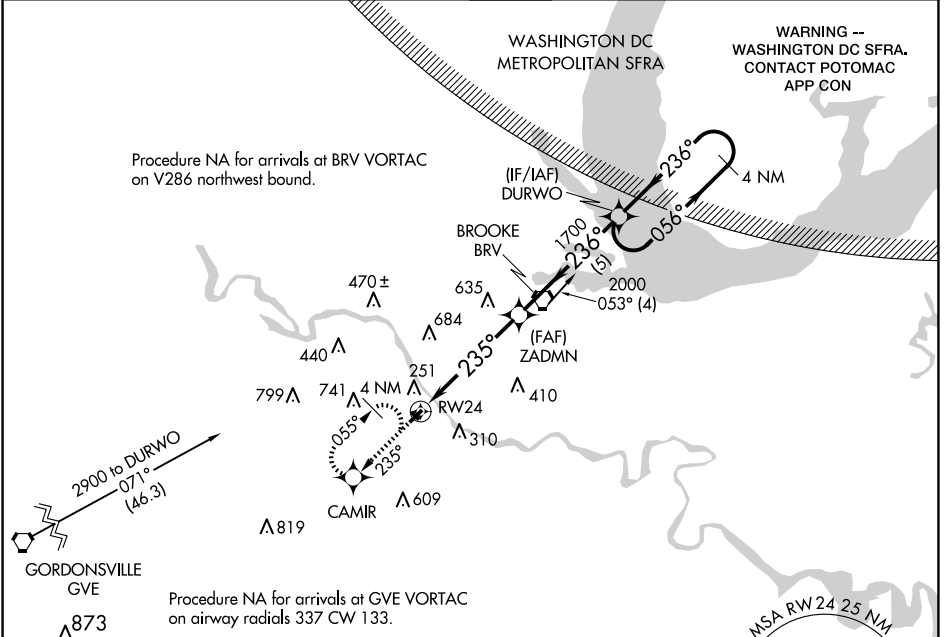 WASHINGTON DC
METROPOLITAN SFRA
WARNING --
WASHINGTON DC SFRA.
CONTACT POTOMAC
APP CON
Procedure NA for arrivals at BRV VORTAC
on V286 northwest bound.
(IF/IAF)
DURWO
236°
4 NM
056°
BROOKE
BRV
1700
236°
(5)
2000
053° (4)
470±
635
684
(FAF)
ZADMN
440
235°
251
799
741
4 NM
410
RW24
055°
310
235°
CAMIR
609
819
2900 to DURWO
071°
(46.3)
GORDONSVILLE
GVE
873
Procedure NA for arrivals at GVE VORTAC
on airway radials 337 CW 133.
MSA RW24 25 NM